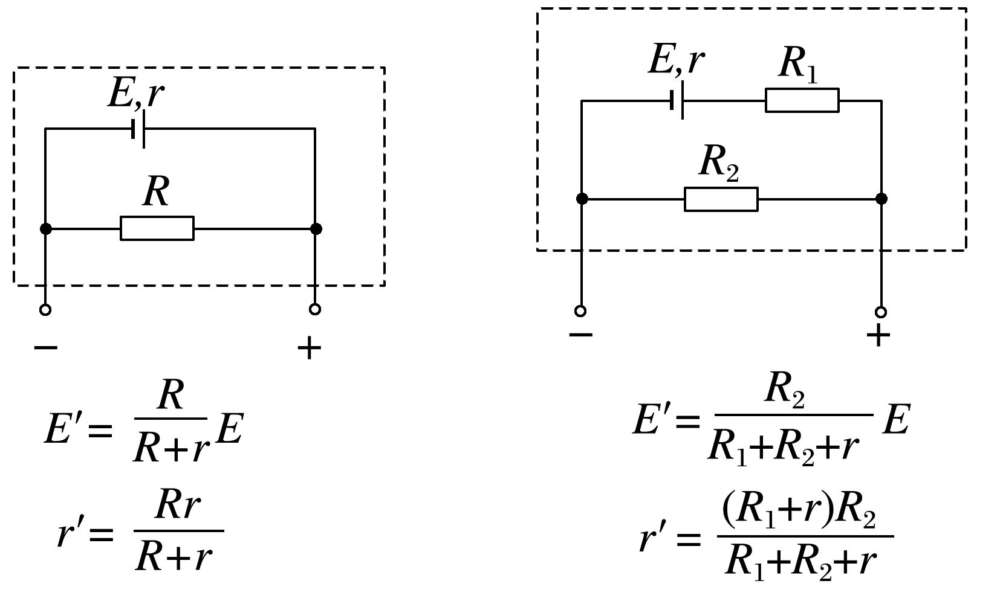 E,r
R
− +
E′= R/(R+r) E
r′= Rr/(R+r)
E,r R₁
R₂
− +
E′= R₂/(R₁+R₂+r) E
r′= (R₁+r)R₂/(R₁+R₂+r)